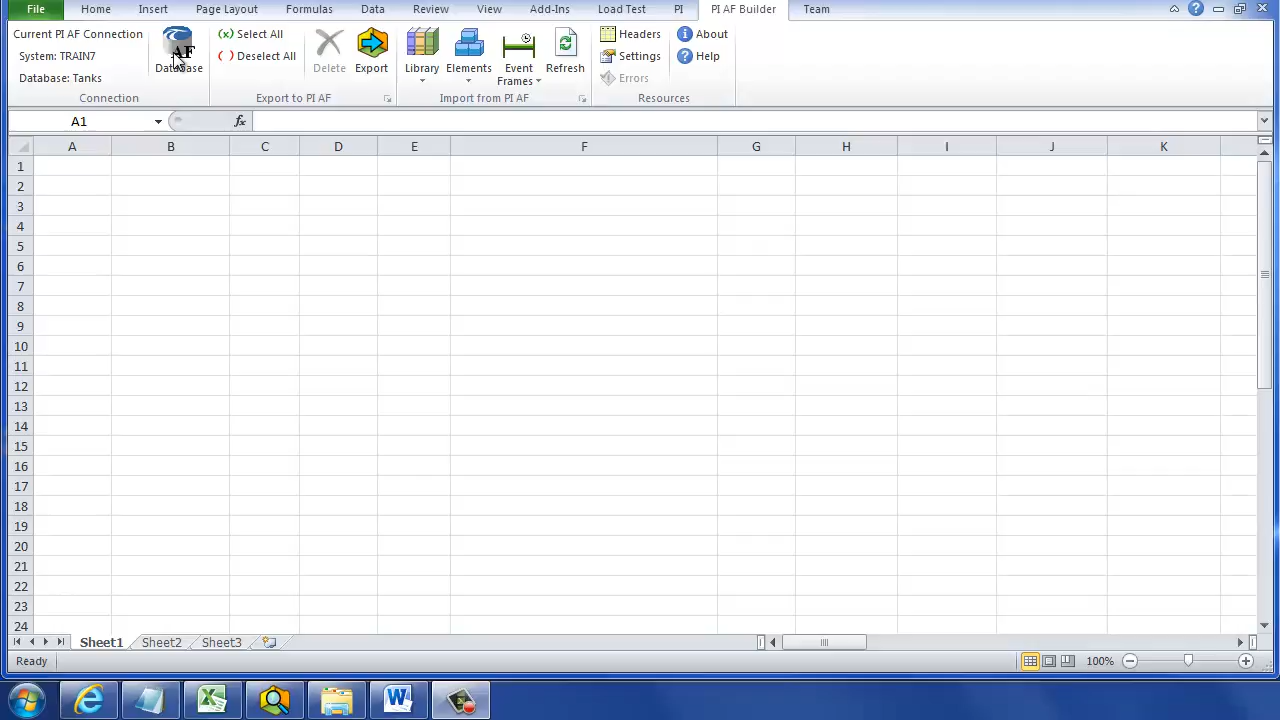 File Home Insert Page Layout Formulas Data Review View Add-Ins Load Test PI PI AF Builder Team
Current PI AF Connection
System: TRAIN7
Database: Tanks
Connection
AF
Database
(x) Select All
( ) Deselect All
Delete
Export
Export to PI AF
Library
Elements
Event
Frames
Refresh
Import from PI AF
Headers
Settings
Errors
About
Help
Resources
A1 fx
A B C D E F G H I J K
1
2
3
4
5
6
7
8
9
10
11
12
13
14
15
16
17
18
19
20
21
22
23
24
Sheet1 Sheet2 Sheet3
Ready 100%